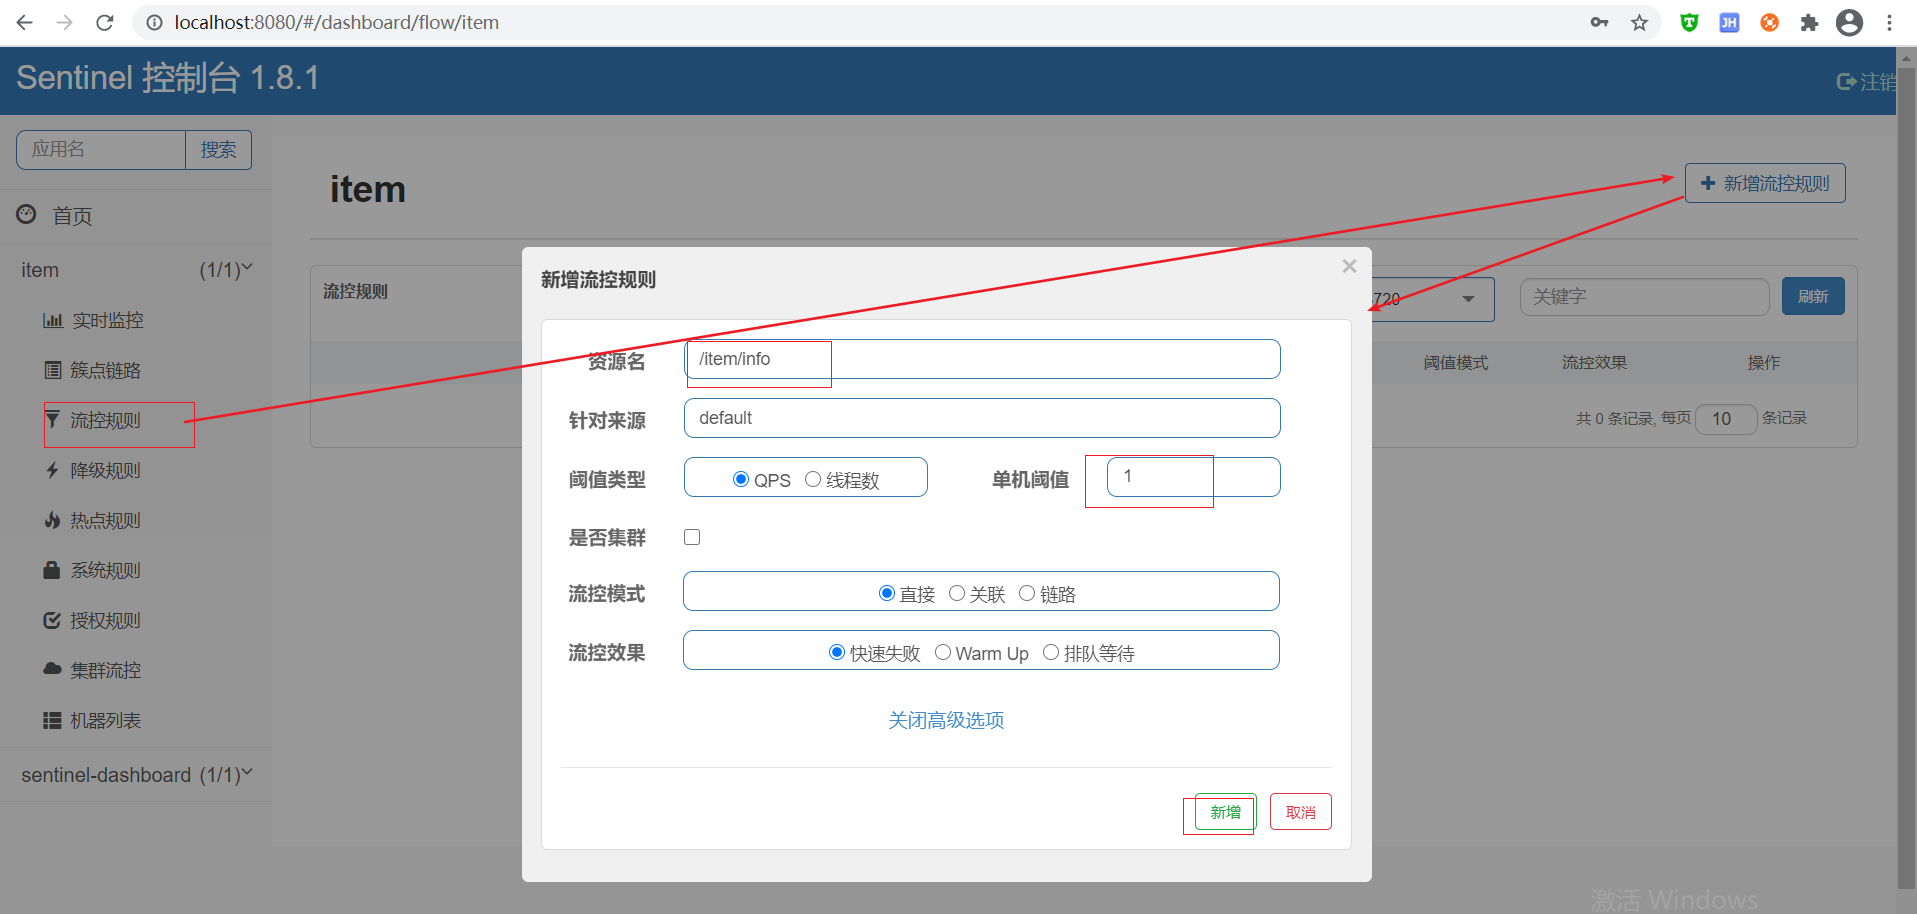 localhost:8080/#/dashboard/flow/item
JH
Sentinel 控制台 1.8.1
注销
应用名
搜索
首页
item
(1/1)
实时监控
簇点链路
流控规则
降级规则
热点规则
系统规则
授权规则
集群流控
机器列表
sentinel-dashboard (1/1)
item
新增流控规则
流控规则
720
关键字
刷新
阈值模式
流控效果
操作
共 0 条记录, 每页 10 条记录
新增流控规则
×
资源名
/item/info
针对来源
default
阈值类型
QPS
线程数
单机阈值
1
是否集群
流控模式
直接
关联
链路
流控效果
快速失败
Warm Up
排队等待
关闭高级选项
新增
取消
激活 Windows